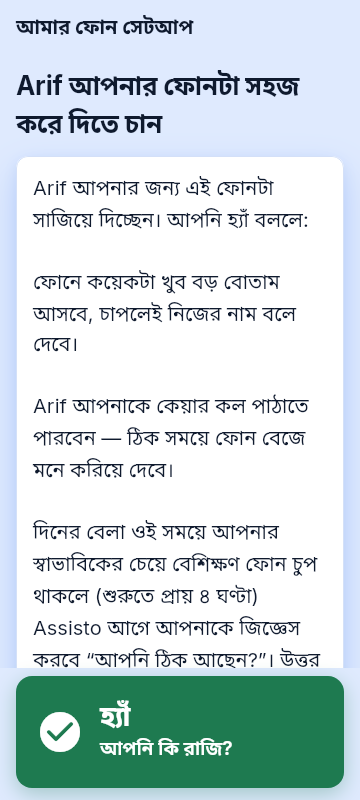 আমার ফোন সেটআপ
Arif আপনার ফোনটা সহজ
করে দিতে চান
Arif আপনার জন্য এই ফোনটা
সাজিয়ে দিচ্ছেন। আপনি হ্যাঁ বললে:
ফোনে কয়েকটা খুব বড় বোতাম
আসবে, চাপলেই নিজের নাম বলে
দেবে।
Arif আপনাকে কেয়ার কল পাঠাতে
পারবেন — ঠিক সময়ে ফোন বেজে
মনে করিয়ে দেবে।
দিনের বেলা ওই সময়ে আপনার
স্বাভাবিকের চেয়ে বেশিক্ষণ ফোন চুপ
থাকলে (শুরুতে প্রায় ৪ ঘণ্টা)
Assisto আগে আপনাকে জিজ্ঞেস
করবে “আপনি ঠিক আছেন?”। উত্তর
হ্যাঁ
আপনি কি রাজি?